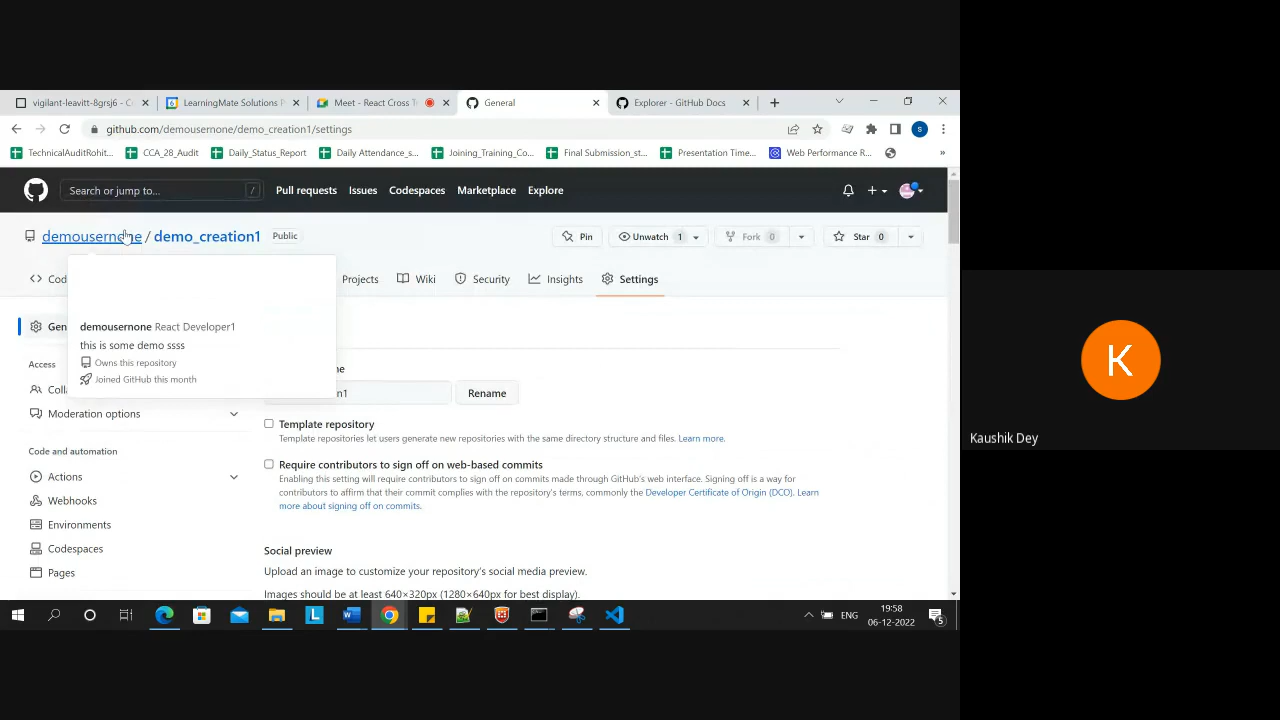 vigilant-leavitt-8grsj6 - C
LearningMate Solutions P
Meet - React Cross T
General
Explorer - GitHub Docs
github.com/demousernone/demo_creation1/settings
TechnicalAuditRohit...
CCA_28_Audit
Daily_Status_Report
Daily Attendance_s...
Joining_Training_Co...
Final Submission_st...
Presentation Time...
Web Performance R...
»
Search or jump to...
/
Pull requests
Issues
Codespaces
Marketplace
Explore
demousernone / demo_creation1
Public
Pin
Unwatch 1
Fork 0
Star 0
Cod
Projects
Wiki
Security
Insights
Settings
demousernone React Developer1
this is some demo ssss
Owns this repository
Joined GitHub this month
Gen
Access
Coll
Moderation options
Code and automation
Actions
Webhooks
Environments
Codespaces
Pages
me
n1
Rename
Template repository
Template repositories let users generate new repositories with the same directory structure and files. Learn more.
Require contributors to sign off on web-based commits
Enabling this setting will require contributors to sign off on commits made through GitHub's web interface. Signing off is a way for
contributors to affirm that their commit complies with the repository's terms, commonly the Developer Certificate of Origin (DCO). Learn
more about signing off on commits.
Social preview
Upload an image to customize your repository's social media preview.
Images should be at least 640×320px (1280×640px for best display).
K
Kaushik Dey
ENG
19:58
06-12-2022
5